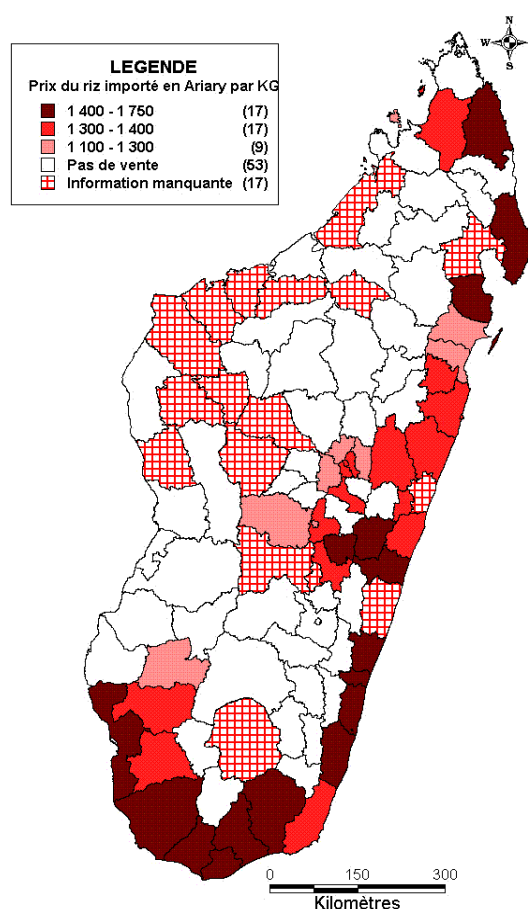 N
W E
S
LEGENDE
Prix du riz importé en Ariary par KG
1 400 - 1 750 (17)
1 300 - 1 400 (17)
1 100 - 1 300 (9)
Pas de vente (53)
Information manquante (17)
0 150 300
Kilomètres